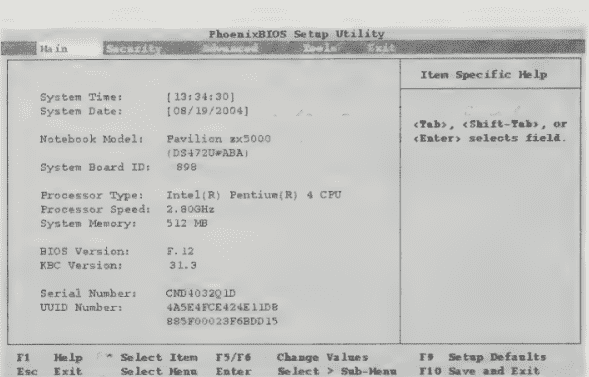 PhoenixBIOS Setup Utility
Main Security Advanced Tools Exit
Item Specific Help
System Time: [13:34:30]
System Date: [08/19/2004]
<Tab>, <Shift-Tab>, or
<Enter> selects field.
Notebook Model: Pavilion zx5000
(DS472U#ABA)
System Board ID: 898
Processor Type: Intel(R) Pentium(R) 4 CPU
Processor Speed: 2.80GHz
System Memory: 512 MB
BIOS Version: F.12
KBC Version: 31.3
Serial Number: CND4032Q1D
UUID Number: 4A5E4FCE424E11D8
885F00023F6BDD15
F1 Help Select Item F5/F6 Change Values F9 Setup Defaults
Esc Exit Select Menu Enter Select > Sub-Menu F10 Save and Exit